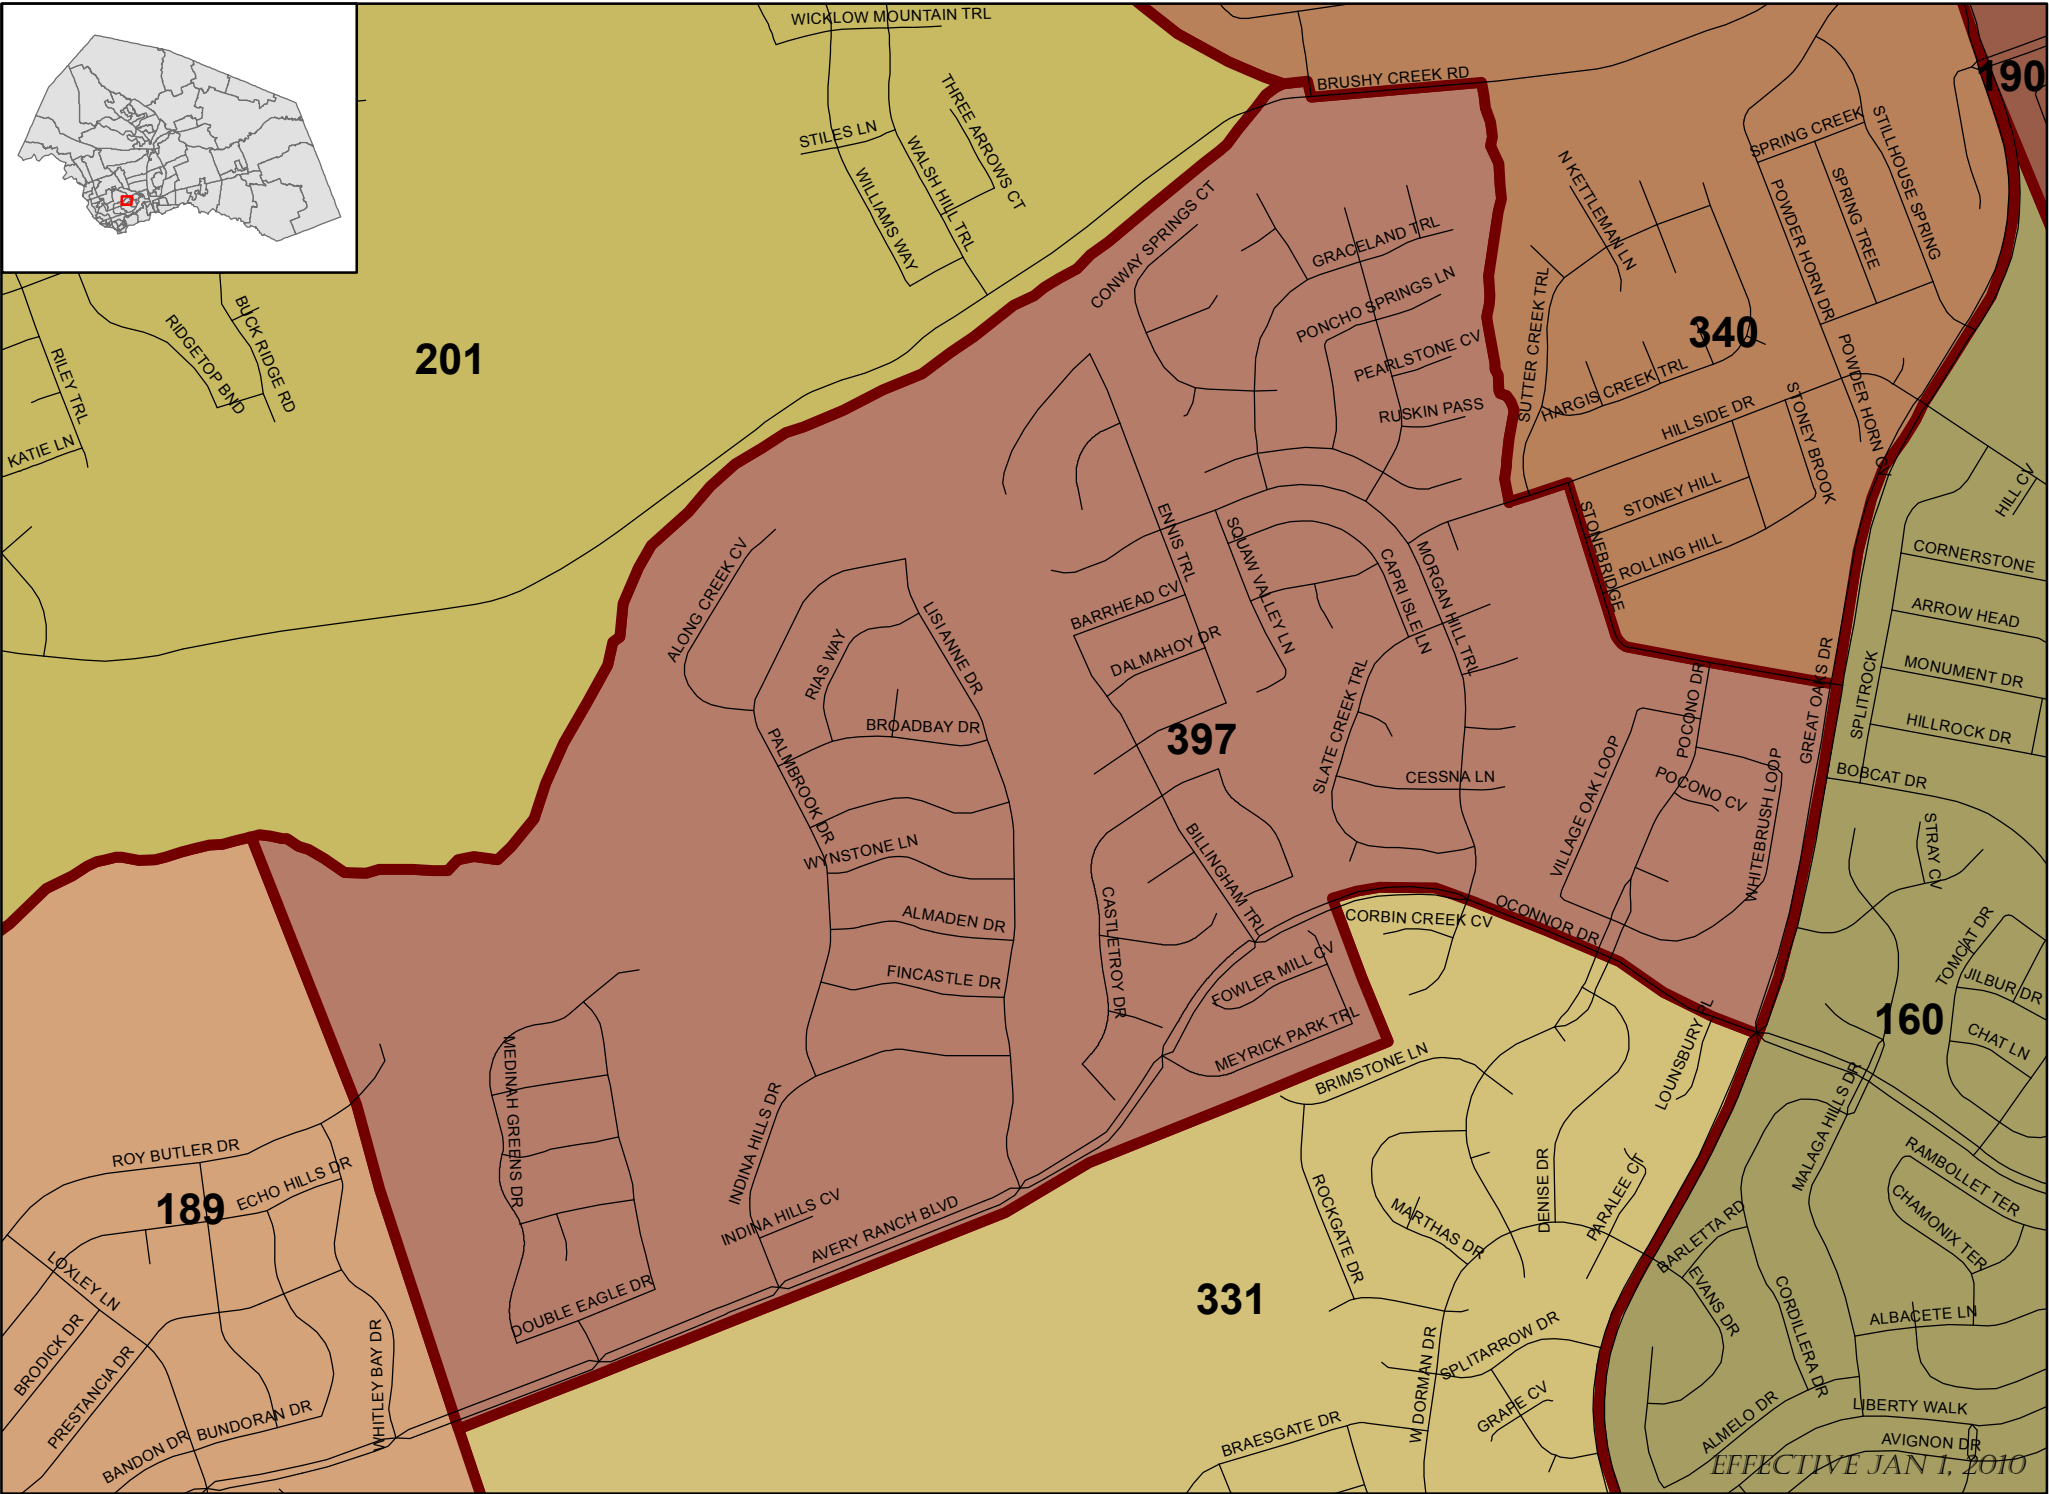 WICKLOW MOUNTAIN TRL
BRUSHY CREEK RD
190
THREE ARROWS CT
STILES LN
WALSH HILL TRL
WILLIAMS WAY
SPRING CREEK
STILLHOUSE SPRING
N KETTLEMAN LN
SPRING TREE
POWDER HORN DR
CONWAY SPRINGS CT
GRACELAND TRL
PONCHO SPRINGS LN
PEARLSTONE CV
RUSKIN PASS
SUTTER CREEK TRL
340
HARGIS CREEK TRL
HILLSIDE DR
POWDER HORN CV
STONEY BROOK
STONEY HILL
ROLLING HILL
STONEBRIDGE
BUCK RIDGE RD
RIDGETOP BND
RILEY TRL
KATIE LN
201
HILL CV
CORNERSTONE
ARROW HEAD
MONUMENT DR
HILLROCK DR
SPLITROCK
BOBCAT DR
GREAT OAKS DR
STRAY CV
ALONG CREEK CV
RIAS WAY
LISI ANNE DR
BROADBAY DR
PALMBROOK DR
WYNSTONE LN
ALMADEN DR
FINCASTLE DR
ENNIS TRL
SQUAW VALLEY LN
BARRHEAD CV
DALMAHOY DR
CAPRI ISLE LN
MORGAN HILL TRL
SLATE CREEK TRL
397
CESSNA LN
POCONO DR
POCONO CV
VILLAGE OAK LOOP
WHITEBRUSH LOOP
BILLINGHAM TRL
CASTLETROY DR
CORBIN CREEK CV
OCONNOR DR
FOWLER MILL CV
MEYRICK PARK TRL
BRIMSTONE LN
LOUNSBURY PL
TOMCAT DR
JILBUR DR
160
CHAT LN
MALAGA HILLS DR
RAMBOLLET TER
CHAMONIX TER
MEDINAH GREENS DR
INDINA HILLS DR
INDINA HILLS CV
AVERY RANCH BLVD
DOUBLE EAGLE DR
ROY BUTLER DR
189
ECHO HILLS DR
LOXLEY LN
BRODICK DR
PRESTANCIA DR
WHITLEY BAY DR
BUNDORAN DR
BANDON DR
331
ROCKGATE DR
MARTHAS DR
DENISE DR
PARALEE CT
BARLETTA RD
EVANS DR
CORDILLERA DR
ALBACETE LN
W DORMAN DR
SPLITARROW DR
GRAPE CV
BRAESGATE DR
ALMELO DR
LIBERTY WALK
AVIGNON DR
EFFECTIVE JAN 1, 2010